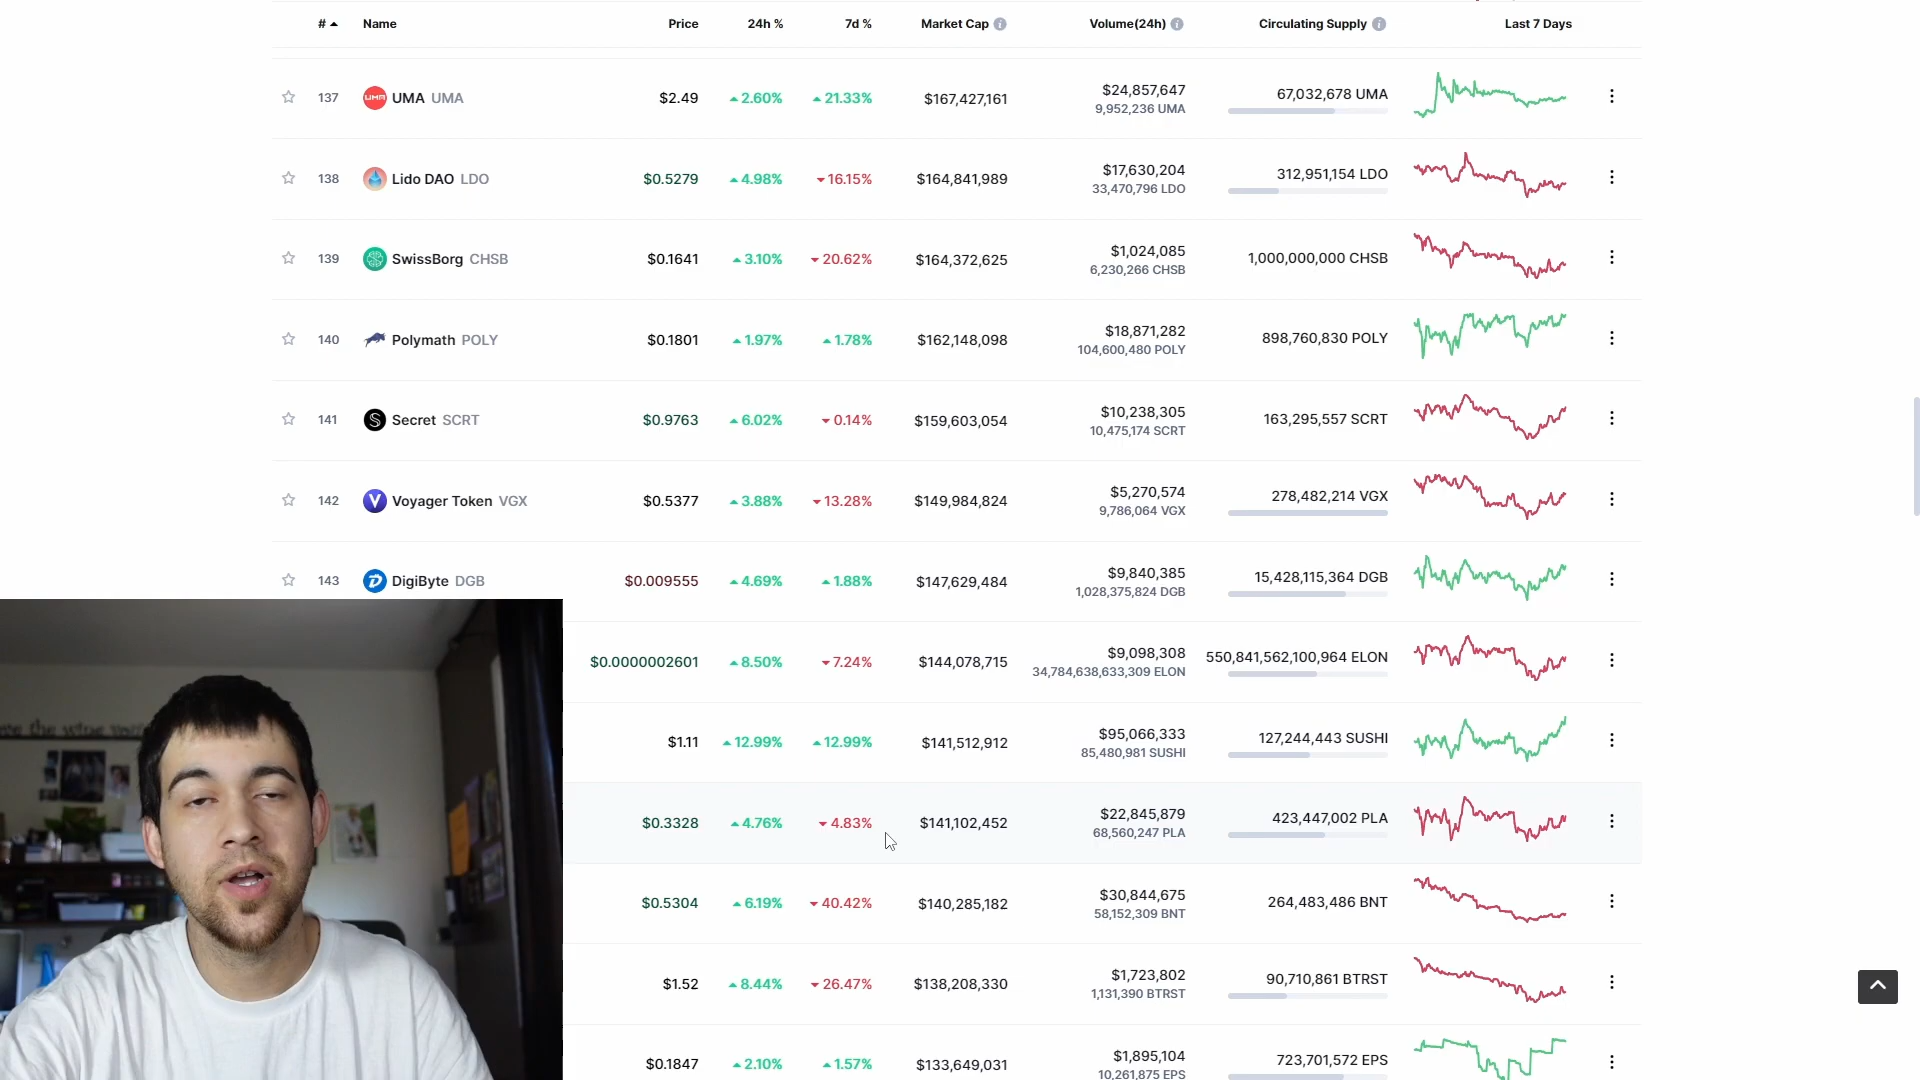 # Name Price 24h % 7d % Market Cap Volume(24h) Circulating Supply Last 7 Days
137 UMA UMA $2.49 2.60% 21.33% $167,427,161 $24,857,647 67,032,678 UMA
9,952,236 UMA
138 Lido DAO LDO $0.5279 4.98% 16.15% $164,841,989 $17,630,204 312,951,154 LDO
33,470,796 LDO
139 SwissBorg CHSB $0.1641 3.10% 20.62% $164,372,625 $1,024,085 1,000,000,000 CHSB
6,230,266 CHSB
140 Polymath POLY $0.1801 1.97% 1.78% $162,148,098 $18,871,282 898,760,830 POLY
104,600,480 POLY
141 Secret SCRT $0.9763 6.02% 0.14% $159,603,054 $10,238,305 163,295,557 SCRT
10,475,174 SCRT
142 Voyager Token VGX $0.5377 3.88% 13.28% $149,984,824 $5,270,574 278,482,214 VGX
9,786,064 VGX
143 DigiByte DGB $0.009555 4.69% 1.88% $147,629,484 $9,840,385 15,428,115,364 DGB
1,028,375,824 DGB
$0.0000002601 8.50% 7.24% $144,078,715 $9,098,308 550,841,562,100,964 ELON
34,784,638,633,309 ELON
$1.11 12.99% 12.99% $141,512,912 $95,066,333 127,244,443 SUSHI
85,480,981 SUSHI
$0.3328 4.76% 4.83% $141,102,452 $22,845,879 423,447,002 PLA
68,560,247 PLA
$0.5304 6.19% 40.42% $140,285,182 $30,844,675 264,483,486 BNT
58,152,309 BNT
$1.52 8.44% 26.47% $138,208,330 $1,723,802 90,710,861 BTRST
1,131,390 BTRST
$0.1847 2.10% 1.57% $133,649,031 $1,895,104 723,701,572 EPS
10,261,875 EPS